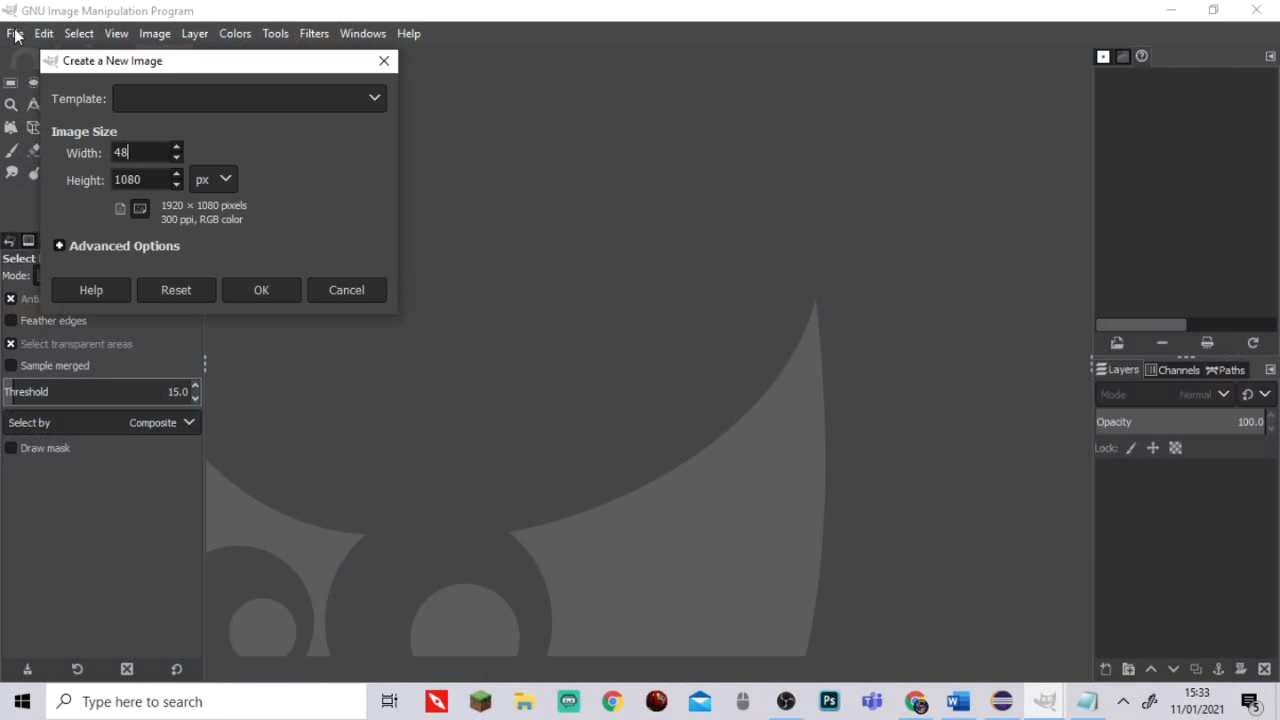 GNU Image Manipulation Program
File Edit Select View Image Layer Colors Tools Filters Windows Help
Create a New Image
Template:
Image Size
Width: 48
Height: 1080 px
1920 × 1080 pixels
300 ppi, RGB color
Advanced Options
Help Reset OK Cancel
Mode:
Feather edges
Select transparent areas
Sample merged
Threshold 15.0
Select by Composite
Draw mask
Layers Channels Paths
Mode Normal
Opacity 100.0
Lock:
Type here to search
Ps
W
15:33
11/01/2021
5